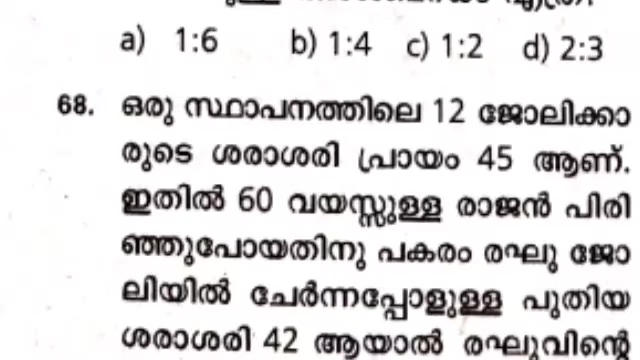 a) 1:6 b) 1:4 c) 1:2 d) 2:3
68. ഒരു സ്ഥാപനത്തിലെ 12 ജോലിക്കാ
രുടെ ശരാശരി പ്രായം 45 ആണ്.
ഇതിൽ 60 വയസ്സുള്ള രാജൻ പിരി
ഞ്ഞുപോയതിനു പകരം രഘു ജോ
ലിയിൽ ചേർന്നപ്പോളുള്ള പുതിയ
ശരാശരി 42 ആയാൽ രഘുവിന്റെ